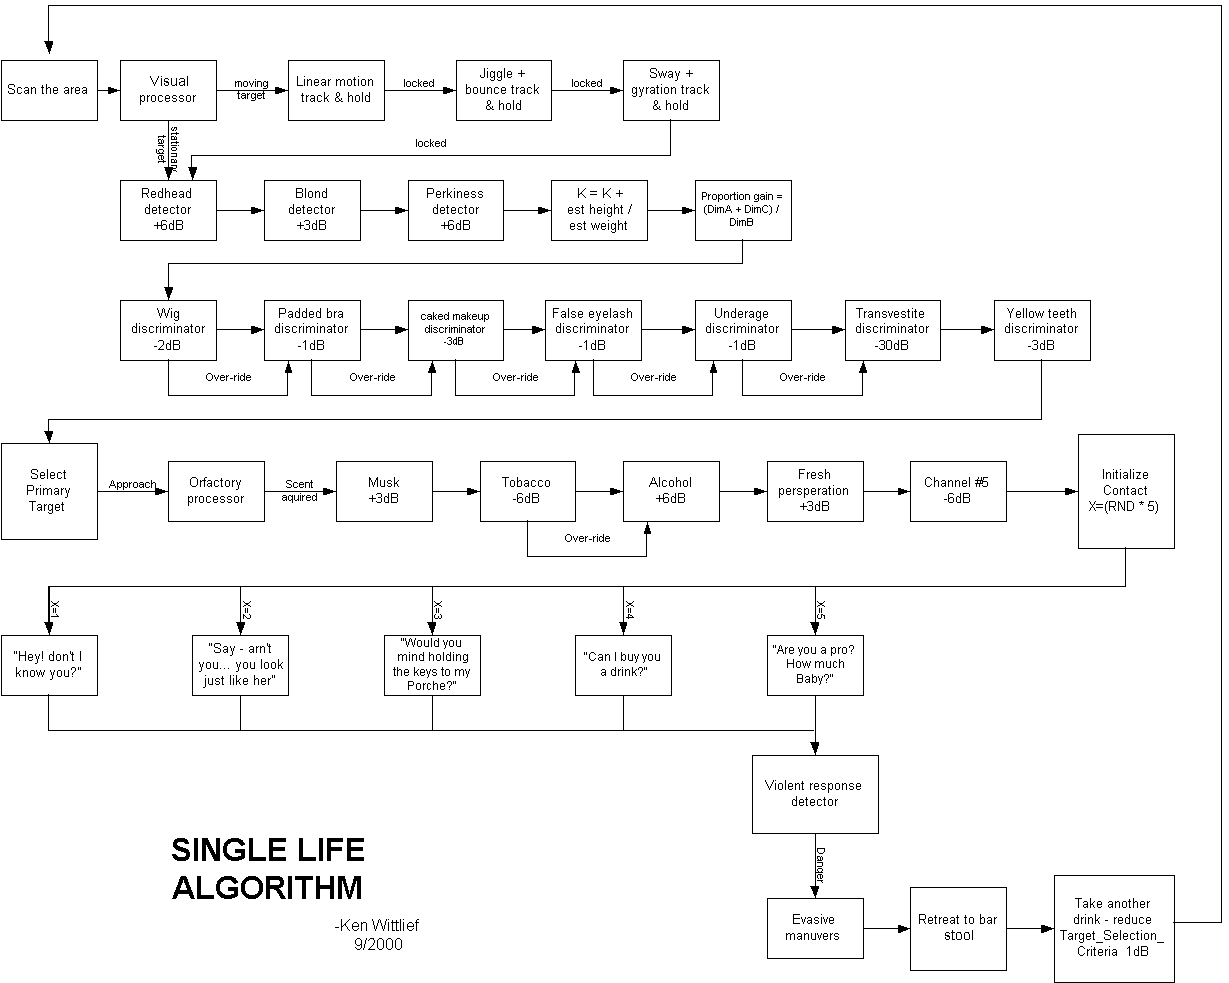 Scan the area
Visual
processor
moving
target
Linear motion
track & hold
locked
Jiggle +
bounce track
& hold
locked
Sway +
gyration track
& hold
stationary
target
locked
Redhead
detector
+6dB
Blond
detector
+3dB
Perkiness
detector
+6dB
K = K +
est height /
est weight
Proportion gain =
(DimA + DimC) /
DimB
Wig
discriminator
-2dB
Padded bra
discriminator
-1dB
caked makeup
discriminator
-3dB
False eyelash
discriminator
-1dB
Underage
discriminator
-1dB
Transvestite
discriminator
-30dB
Yellow teeth
discriminator
-3dB
Over-ride
Over-ride
Over-ride
Over-ride
Over-ride
Select
Primary
Target
Approach
Orfactory
processor
Scent
aquired
Musk
+3dB
Tobacco
-6dB
Alcohol
+6dB
Fresh
persperation
+3dB
Channel #5
-6dB
Initialize
Contact
X=(RND * 5)
Over-ride
X=1
X=2
X=3
X=4
X=5
"Hey! don't I
know you?"
"Say - arn't
you... you look
just like her"
"Would you
mind holding
the keys to my
Porche?"
"Can I buy you
a drink?"
"Are you a pro?
How much
Baby?"
Violent response
detector
Danger
Evasive
manuvers
Retreat to bar
stool
Take another
drink - reduce
Target_Selection_
Criteria 1dB
SINGLE LIFE
ALGORITHM
-Ken Wittlief
9/2000